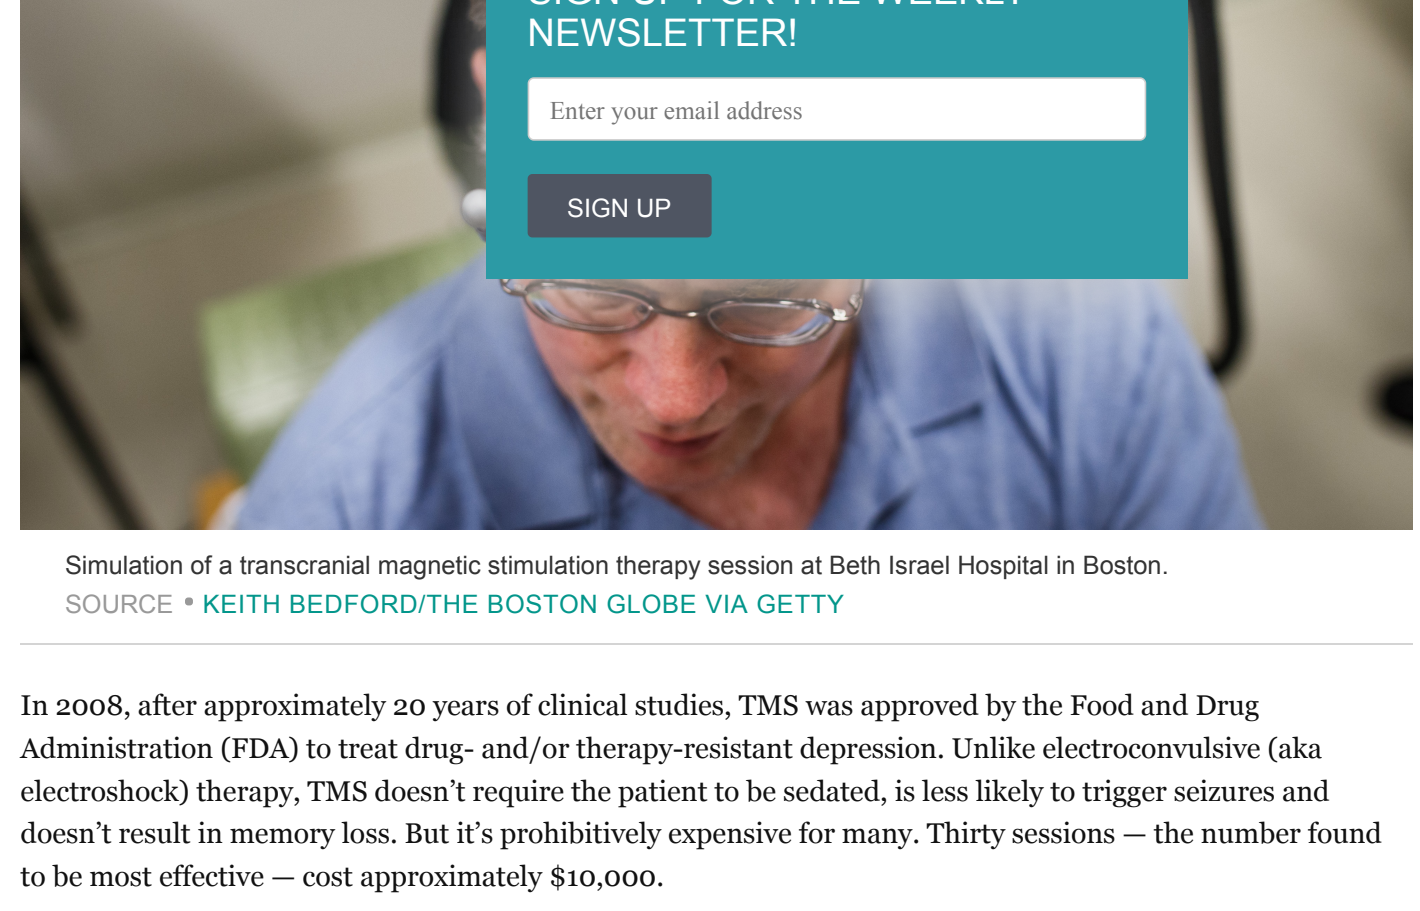 SIGN UP FOR THE WEEKLY
NEWSLETTER!
Enter your email address
SIGN UP
Simulation of a transcranial magnetic stimulation therapy session at Beth Israel Hospital in Boston.
SOURCE • KEITH BEDFORD/THE BOSTON GLOBE VIA GETTY
In 2008, after approximately 20 years of clinical studies, TMS was approved by the Food and Drug
Administration (FDA) to treat drug- and/or therapy-resistant depression. Unlike electroconvulsive (aka
electroshock) therapy, TMS doesn’t require the patient to be sedated, is less likely to trigger seizures and
doesn’t result in memory loss. But it’s prohibitively expensive for many. Thirty sessions — the number found
to be most effective — cost approximately $10,000.